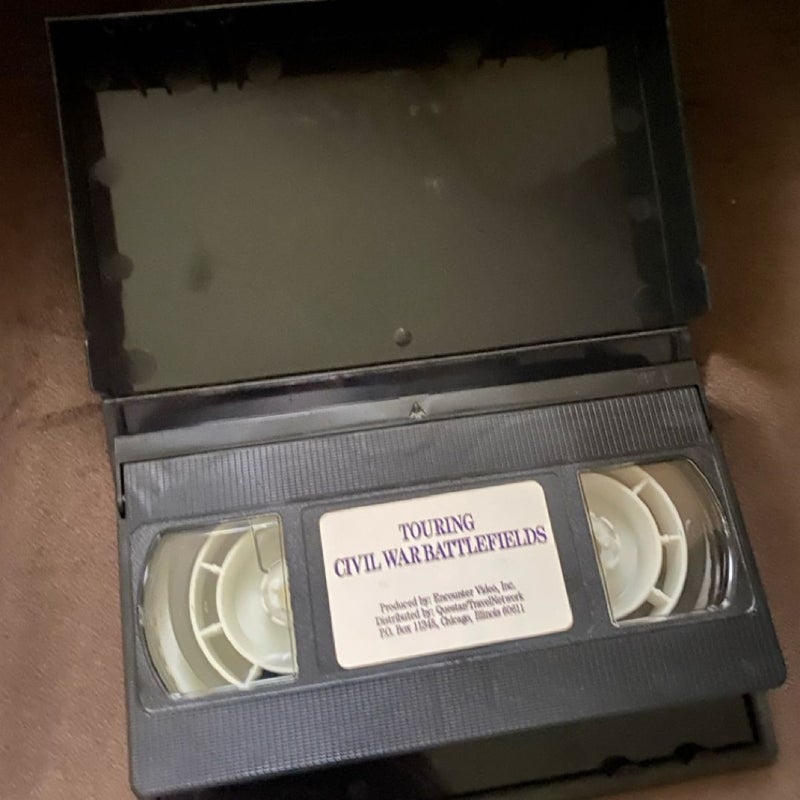 TOURING
CIVIL WAR BATTLEFIELDS
Produced by: Encounter Video, Inc.
Distributed by: Questar/TravelNetwork
P.O. Box 11345, Chicago, Illinois 60611